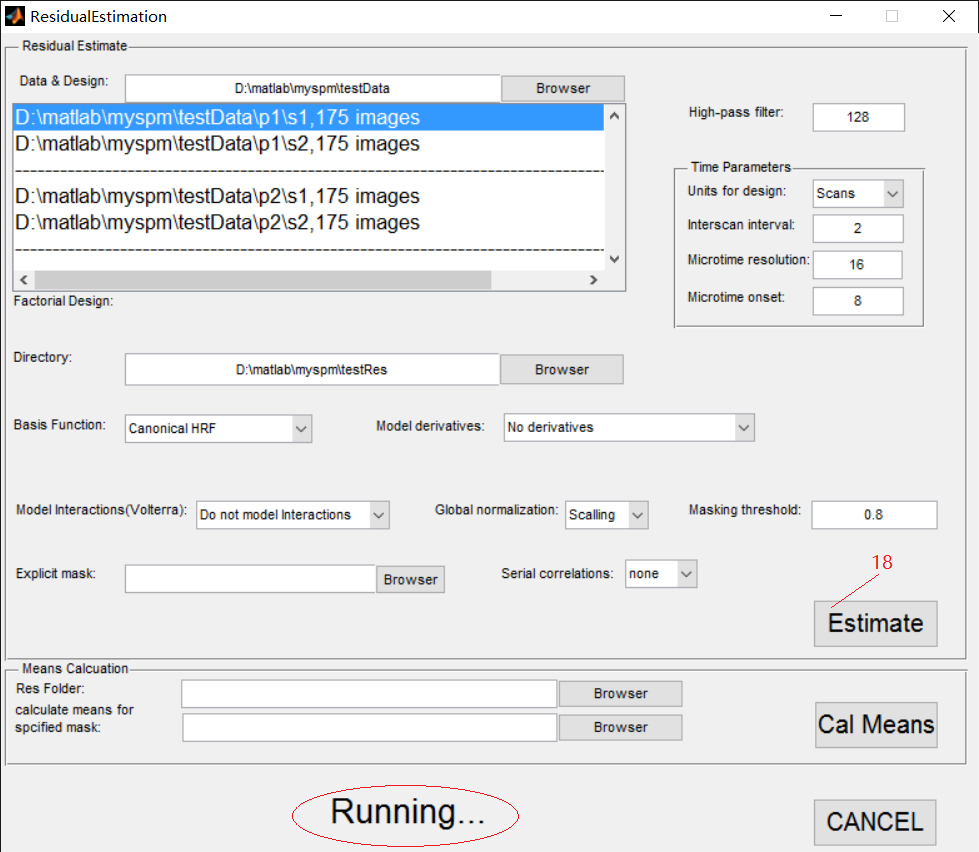 ResidualEstimation
Residual Estimate
Data & Design:
D:\matlab\myspm\testData
Browser
D:\matlab\myspm\testData\p1\s1,175 images
D:\matlab\myspm\testData\p1\s2,175 images
D:\matlab\myspm\testData\p2\s1,175 images
D:\matlab\myspm\testData\p2\s2,175 images
High-pass filter:
128
Time Parameters
Units for design:
Scans
Interscan interval:
2
Microtime resolution:
16
Microtime onset:
8
Factorial Design:
Directory:
D:\matlab\myspm\testRes
Browser
Basis Function:
Canonical HRF
Model derivatives:
No derivatives
Model Interactions(Volterra):
Do not model Interactions
Global normalization:
Scalling
Masking threshold:
0.8
Explicit mask:
Browser
Serial correlations:
none
18
Estimate
Means Calcuation
Res Folder:
Browser
calculate means for
spcified mask:
Browser
Cal Means
Running...
CANCEL